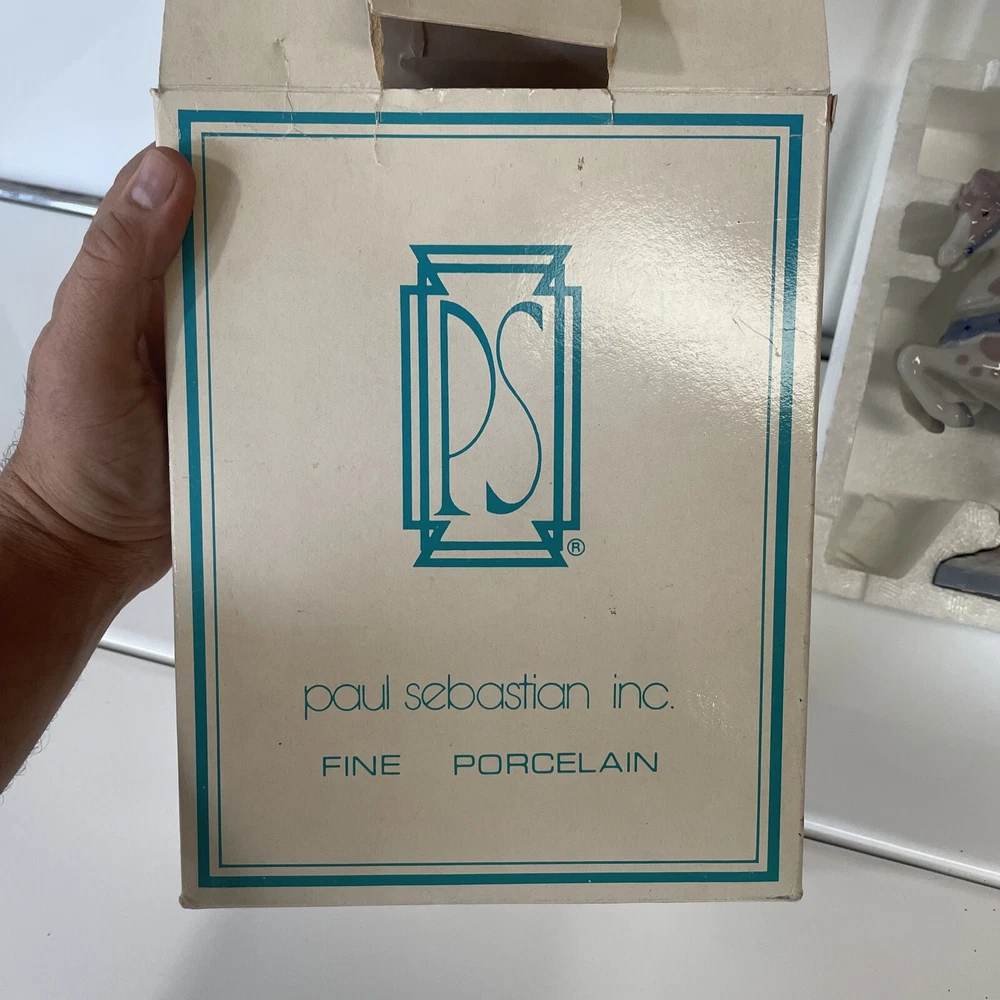 PS
®
paul sebastian inc.
FINE PORCELAIN